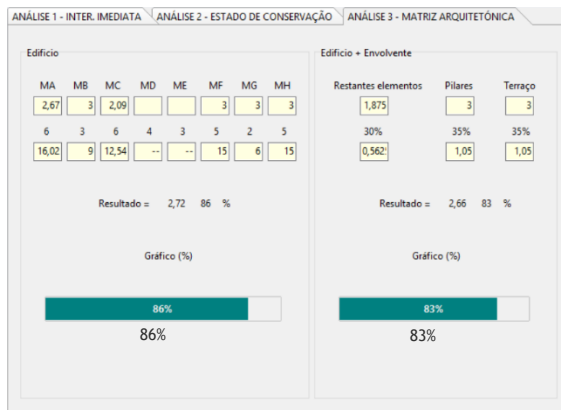 ANÁLISE 1 - INTER. IMEDIATA ANÁLISE 2 - ESTADO DE CONSERVAÇÃO ANÁLISE 3 - MATRIZ ARQUITETÓNICA
Edificio
MA MB MC MD ME MF MG MH
2,67 3 2,09 3 3 3
6 3 6 4 3 5 2 5
16,02 9 12,54 -- -- 15 6 15
Resultado = 2,72 86 %
Gráfico (%)
86%
86%
Edificio + Envolvente
Restantes elementos Pilares Terraço
1,875 3 3
30% 35% 35%
0,562 1,05 1,05
Resultado = 2,66 83 %
Gráfico (%)
83%
83%